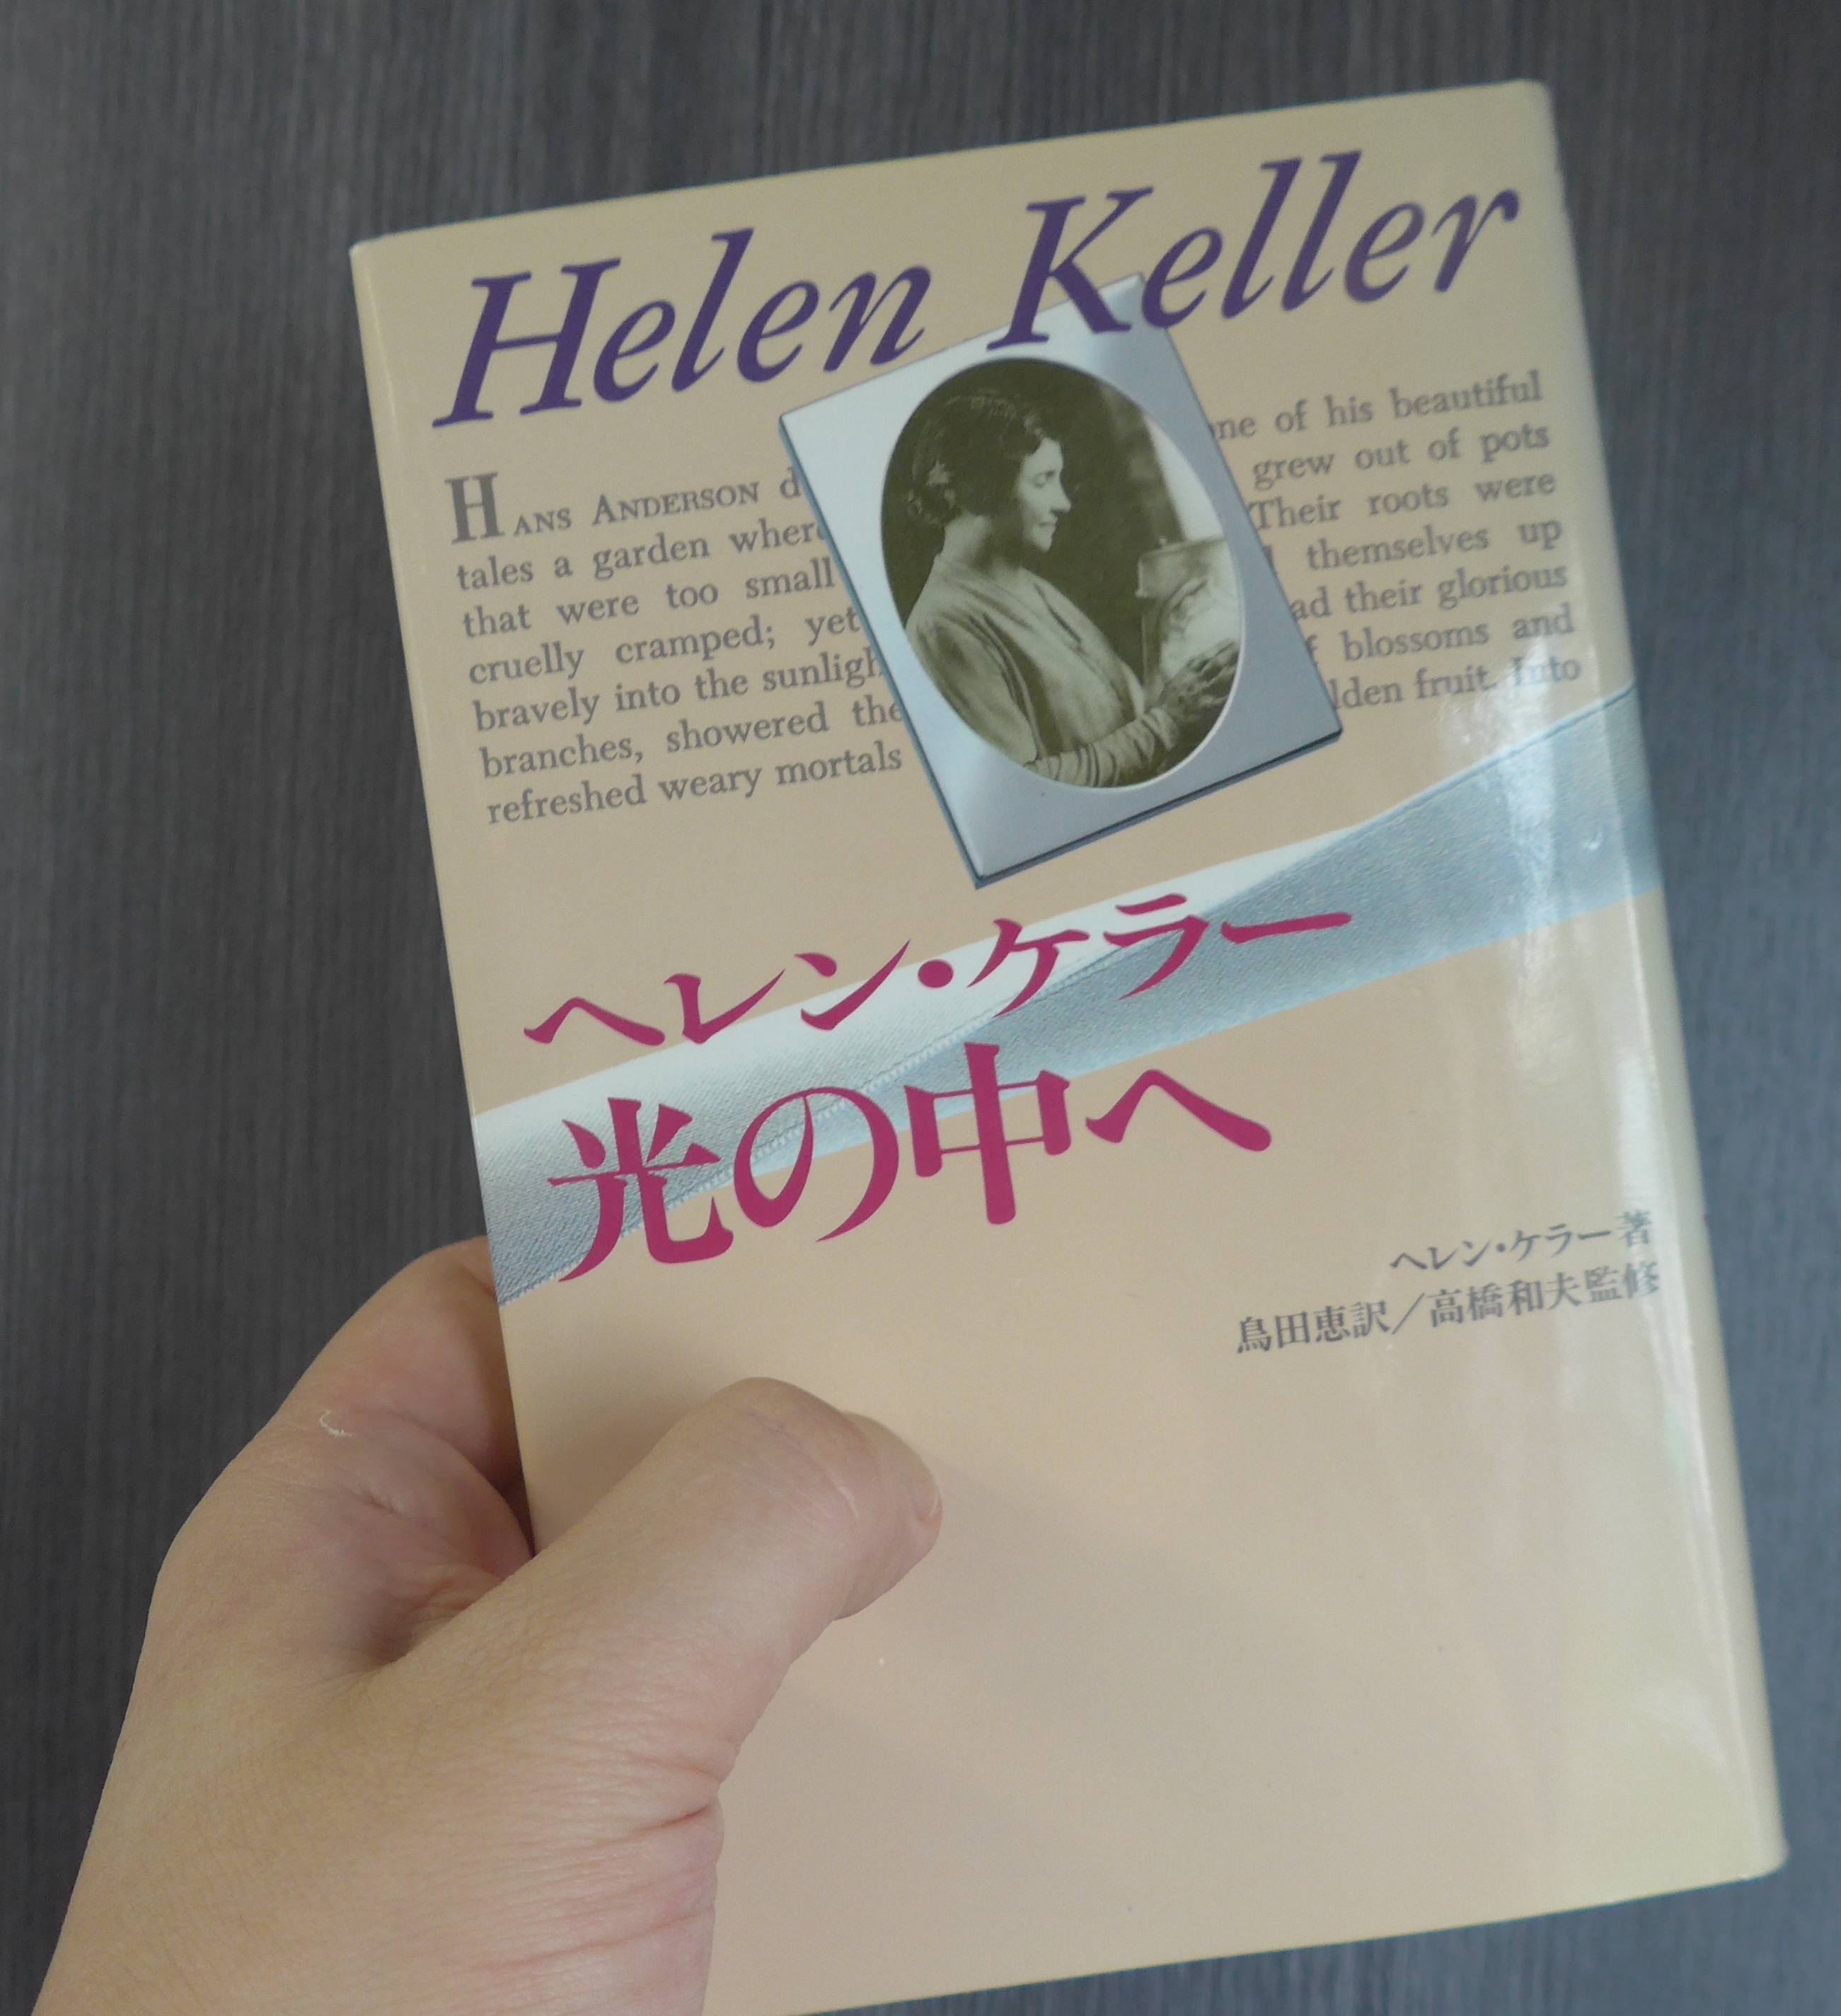 Helen Keller
HANS ANDERSON d ne of his beautiful
tales a garden where grew out of pots
that were too small Their roots were
cruelly cramped; yet themselves up
bravely into the sunligh ad their glorious
branches, showered the blossoms and
refreshed weary mortals lden fruit. Into
ヘレン・ケラー
光の中へ
ヘレン・ケラー著
鳥田恵訳／高橋和夫監修